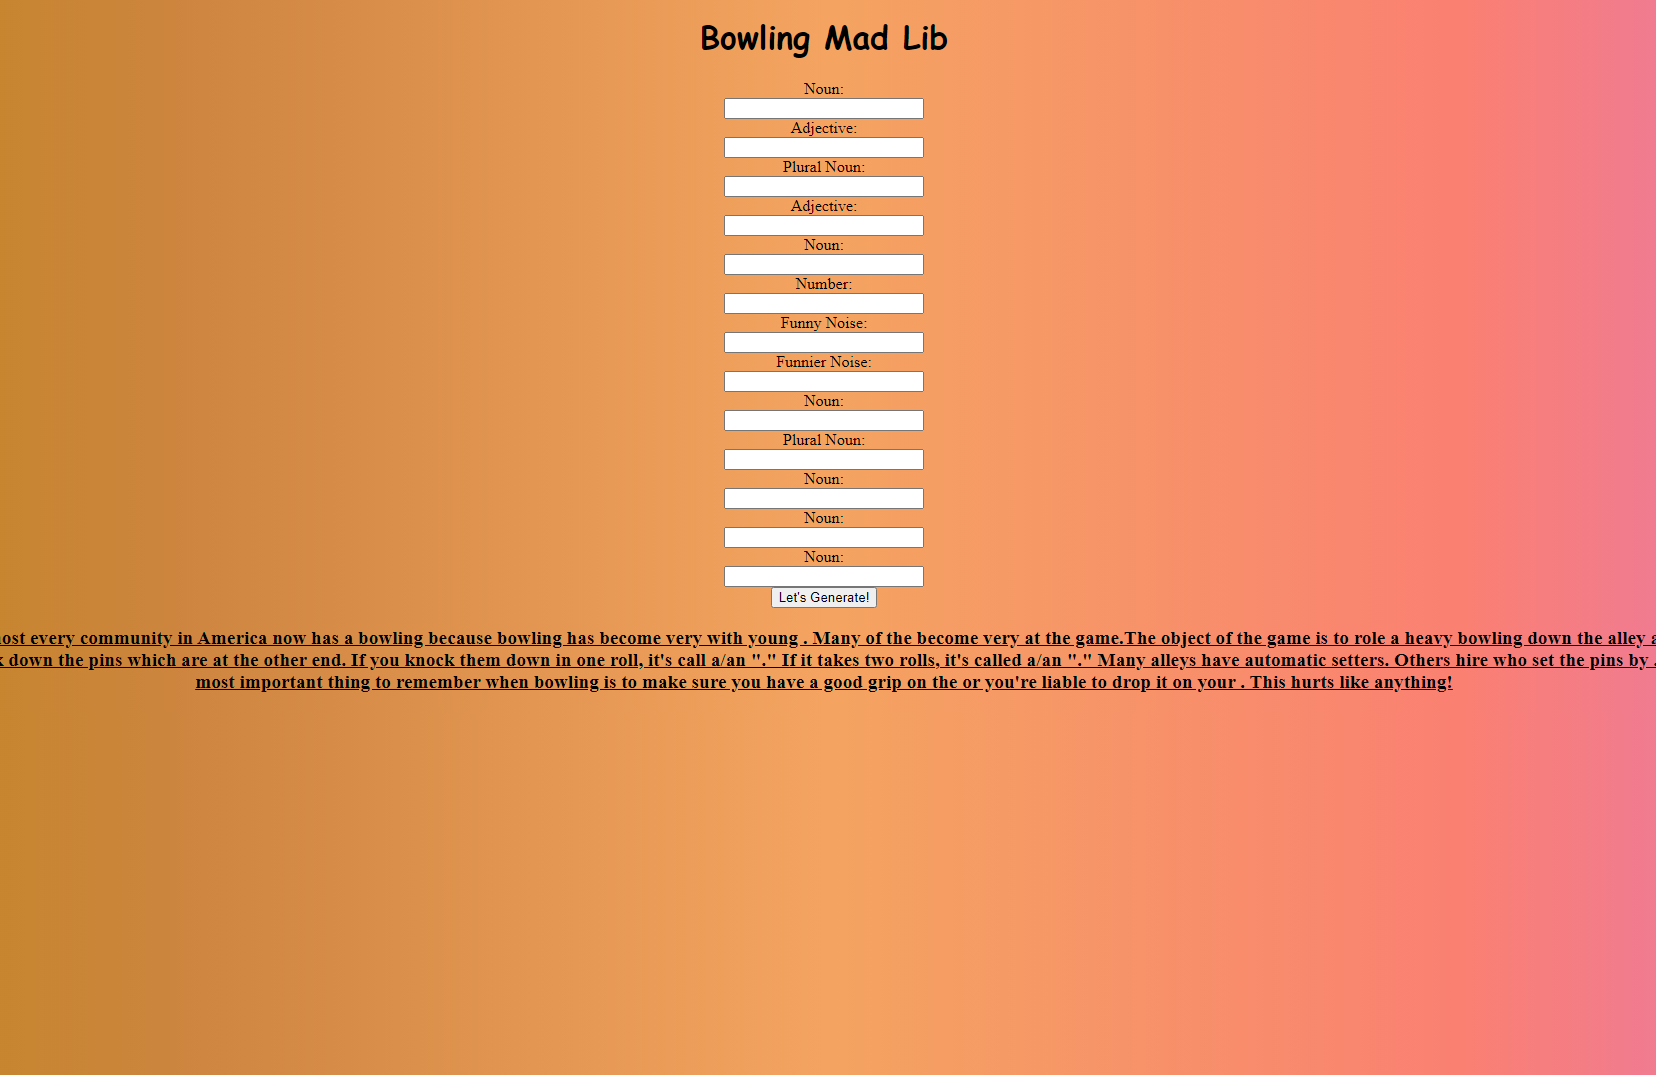 Bowling Mad Lib
Noun:
Adjective:
Plural Noun:
Adjective:
Noun:
Number:
Funny Noise:
Funnier Noise:
Noun:
Plural Noun:
Noun:
Noun:
Noun:
Let's Generate!
every community in America now has a bowling because bowling has become very with young . Many of the become very at the game.The object of the game is to role a heavy bowling down the alley
down the pins which are at the other end. If you knock them down in one roll, it's call a/an "." If it takes two rolls, it's called a/an "." Many alleys have automatic setters. Others hire who set the pins by .
most important thing to remember when bowling is to make sure you have a good grip on the or you're liable to drop it on your . This hurts like anything!